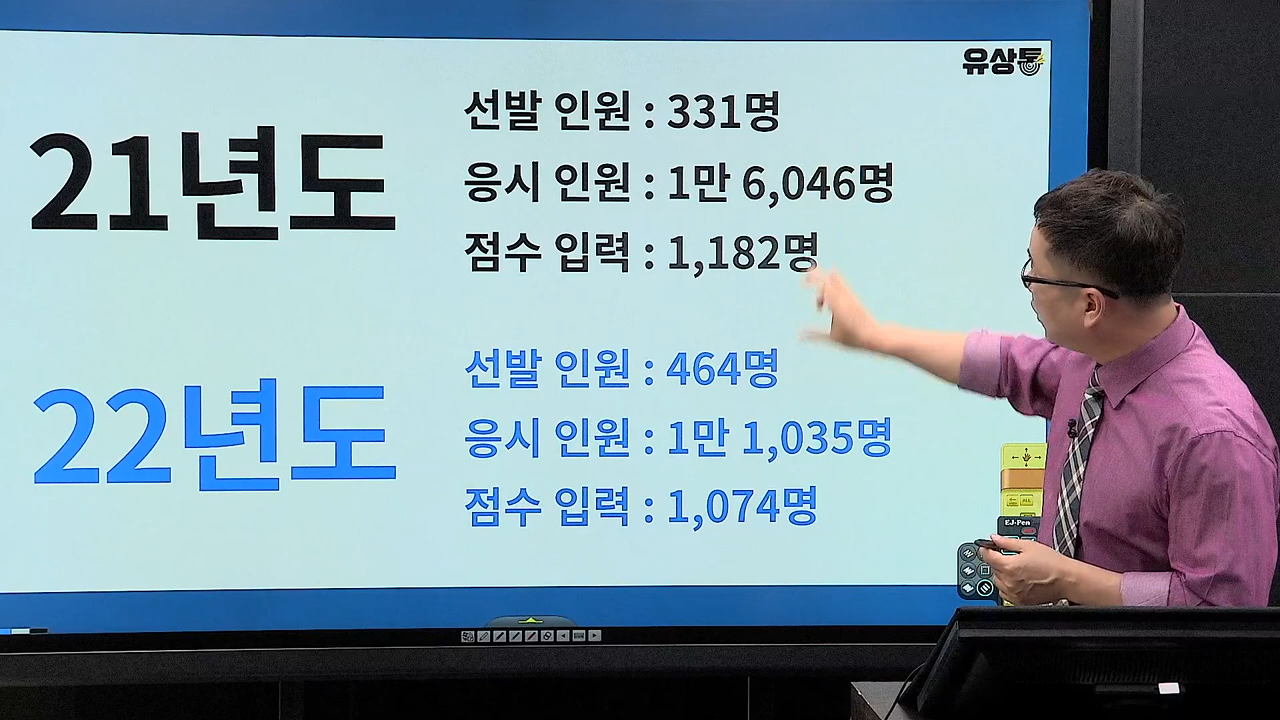 유상통
21년도
선발 인원 : 331명
응시 인원 : 1만 6,046명
점수 입력 : 1,182명
22년도
선발 인원 : 464명
응시 인원 : 1만 1,035명
점수 입력 : 1,074명
EJ-Pen